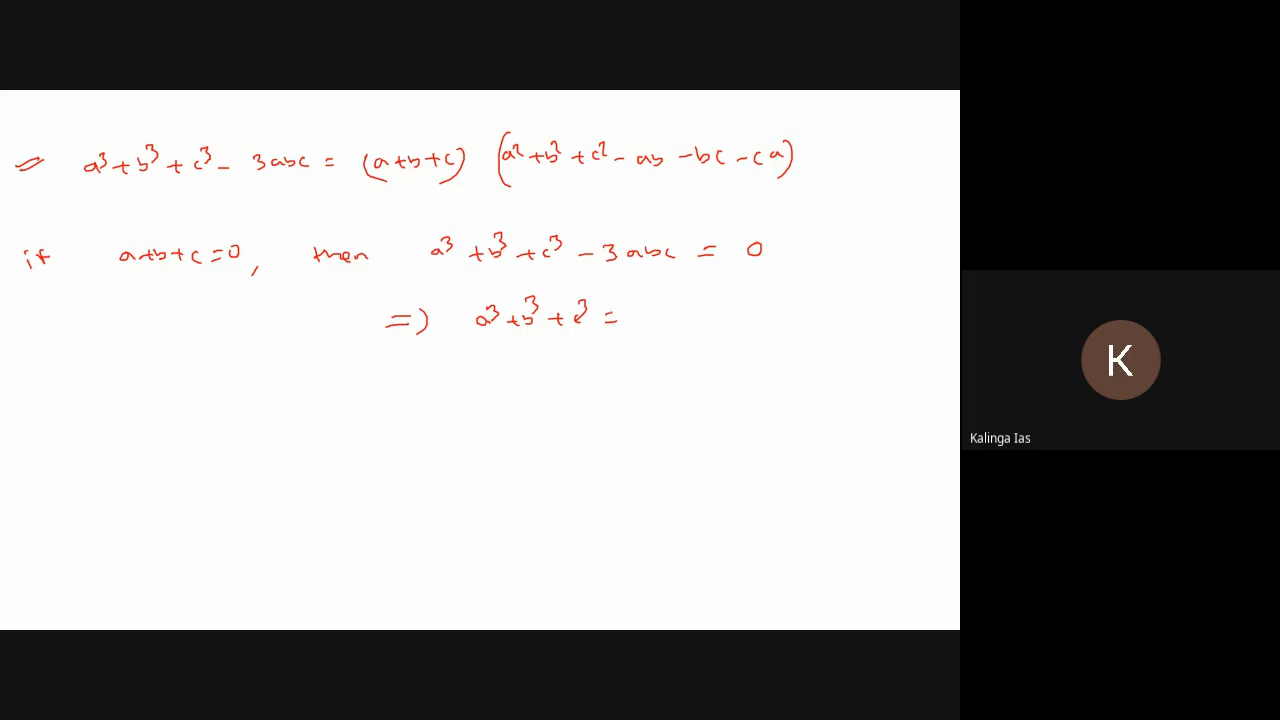 a³ + b³ + c³ - 3abc = (a+b+c) (a² + b² + c² - ab - bc - ca)
if a+b+c=0, then a³ + b³ + c³ - 3abc = 0
=) a³ + b³ + c³ =
K
Kalinga Ias